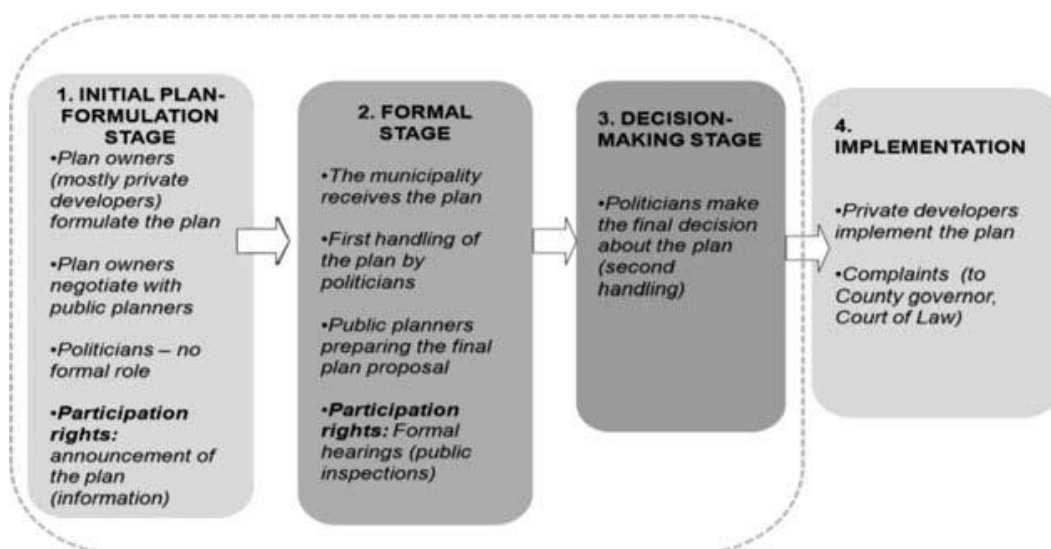 1. INITIAL PLAN-
FORMULATION
STAGE
•Plan owners
(mostly private
developers)
formulate the plan
•Plan owners
negotiate with
public planners
•Politicians – no
formal role
•Participation
rights:
announcement of
the plan
(information)
2. FORMAL
STAGE
•The municipality
receives the plan
•First handling of
the plan by
politicians
•Public planners
preparing the final
plan proposal
•Participation
rights: Formal
hearings (public
inspections)
3. DECISION-
MAKING STAGE
•Politicians make
the final decision
about the plan
(second
handling)
4.
IMPLEMENTATION
•Private developers
implement the plan
•Complaints (to
County governor,
Court of Law)